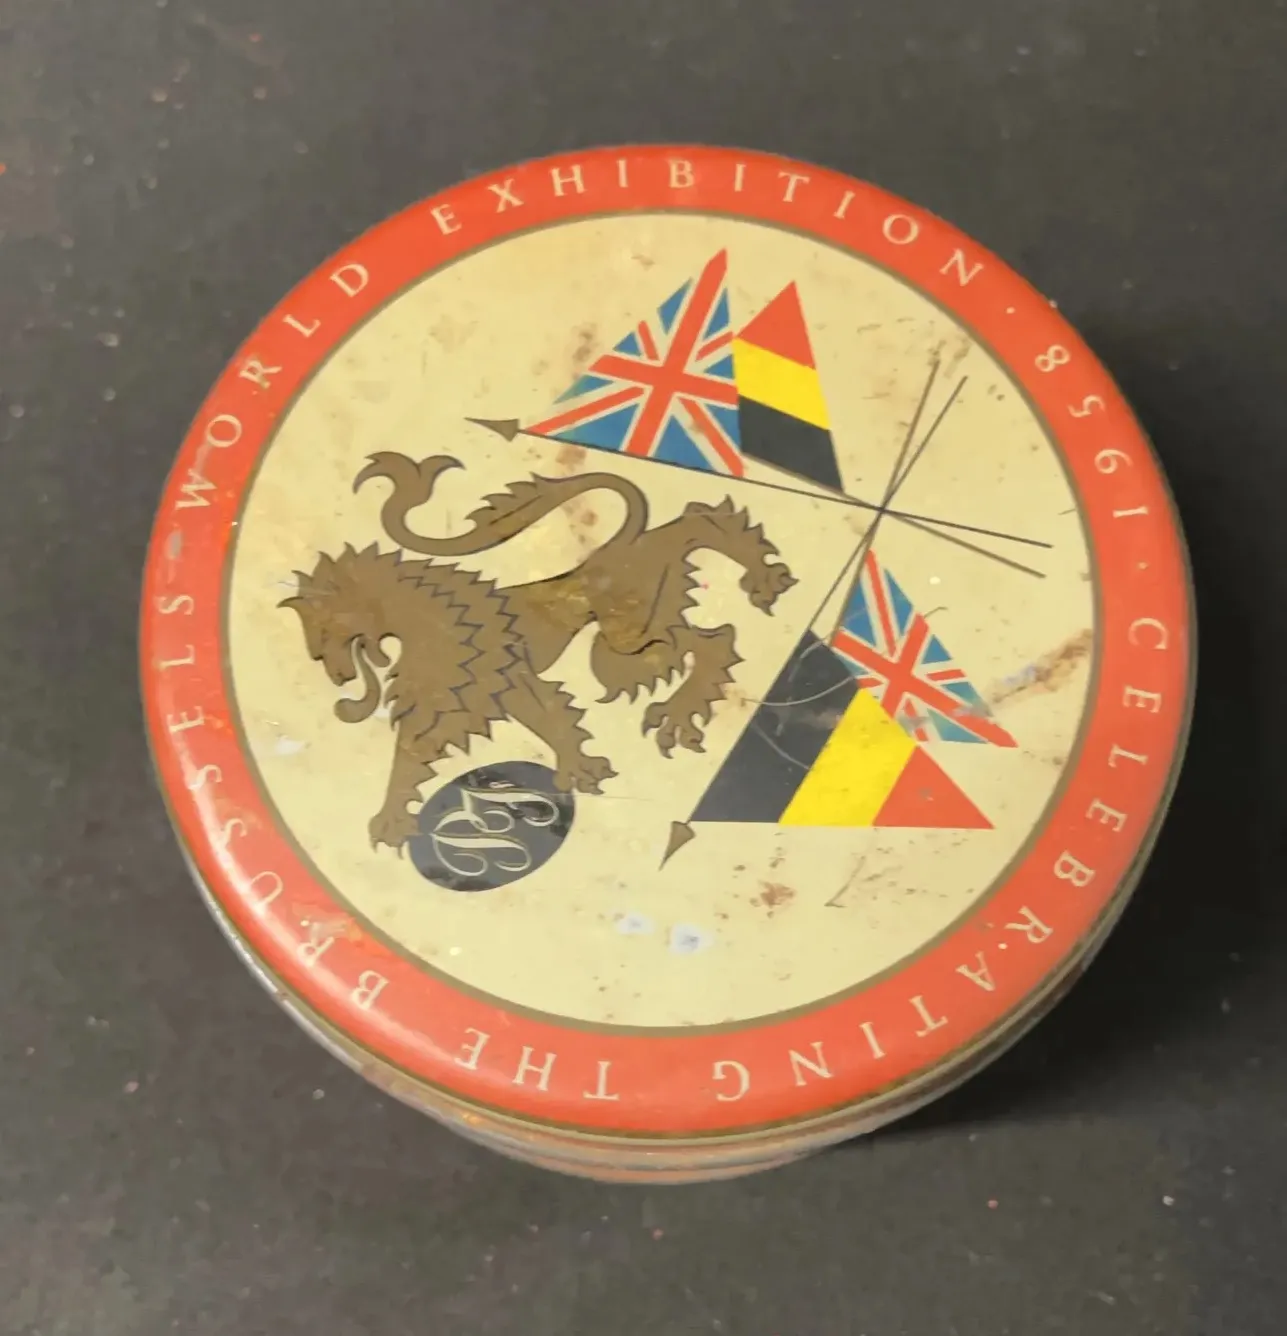 CELEBRATING THE BRUSSELS WORLD EXHIBITION · 1958 ·